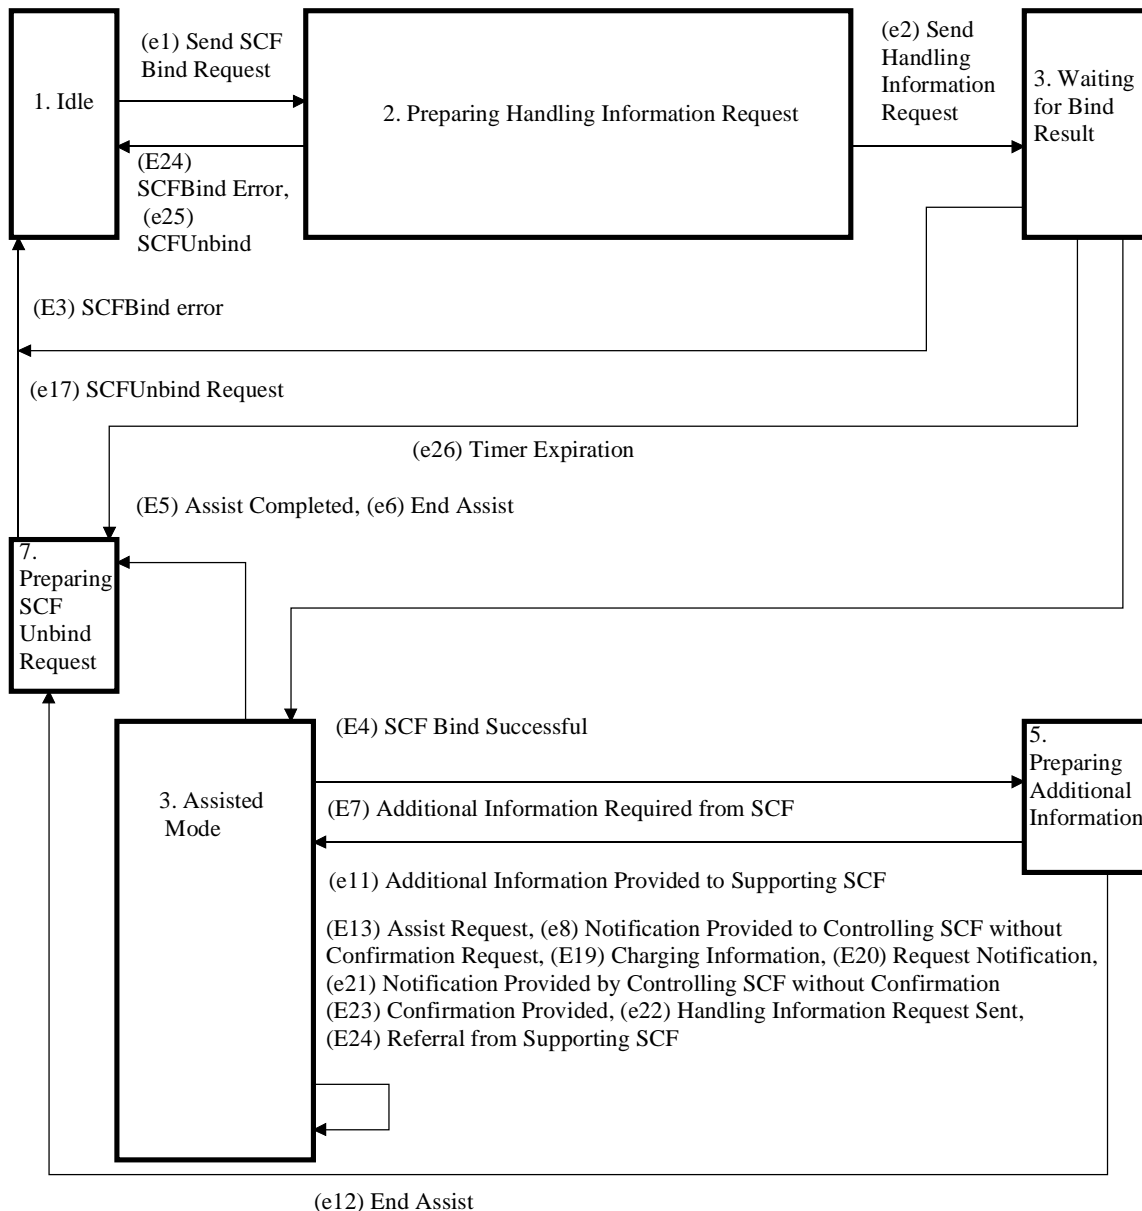 (e1) Send SCF
Bind Request
(e2) Send
Handling
Information
Request
1. Idle
2. Preparing Handling Information Request
3. Waiting
for Bind
Result
(E24)
SCFBind Error,
(e25)
SCFUnbind
(E3) SCFBind error
(e17) SCFUnbind Request
(e26) Timer Expiration
(E5) Assist Completed, (e6) End Assist
7.
Preparing
SCF
Unbind
Request
(E4) SCF Bind Successful
5.
Preparing
Additional
Information
3. Assisted
Mode
(E7) Additional Information Required from SCF
(e11) Additional Information Provided to Supporting SCF
(E13) Assist Request, (e8) Notification Provided to Controlling SCF without
Confirmation Request, (E19) Charging Information, (E20) Request Notification,
(e21) Notification Provided by Controlling SCF without Confirmation
(E23) Confirmation Provided, (e22) Handling Information Request Sent,
(E24) Referral from Supporting SCF
(e12) End Assist